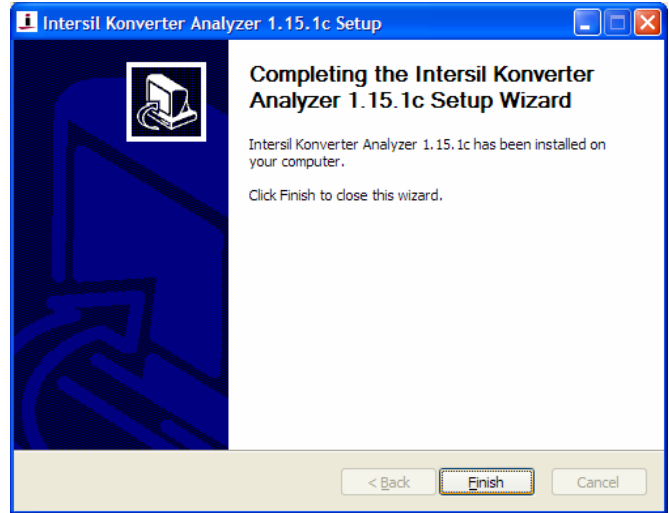 Intersil Konverter Analyzer 1.15.1c Setup
Completing the Intersil Konverter
Analyzer 1.15.1c Setup Wizard
Intersil Konverter Analyzer 1.15.1c has been installed on
your computer.
Click Finish to close this wizard.
< Back
Finish
Cancel